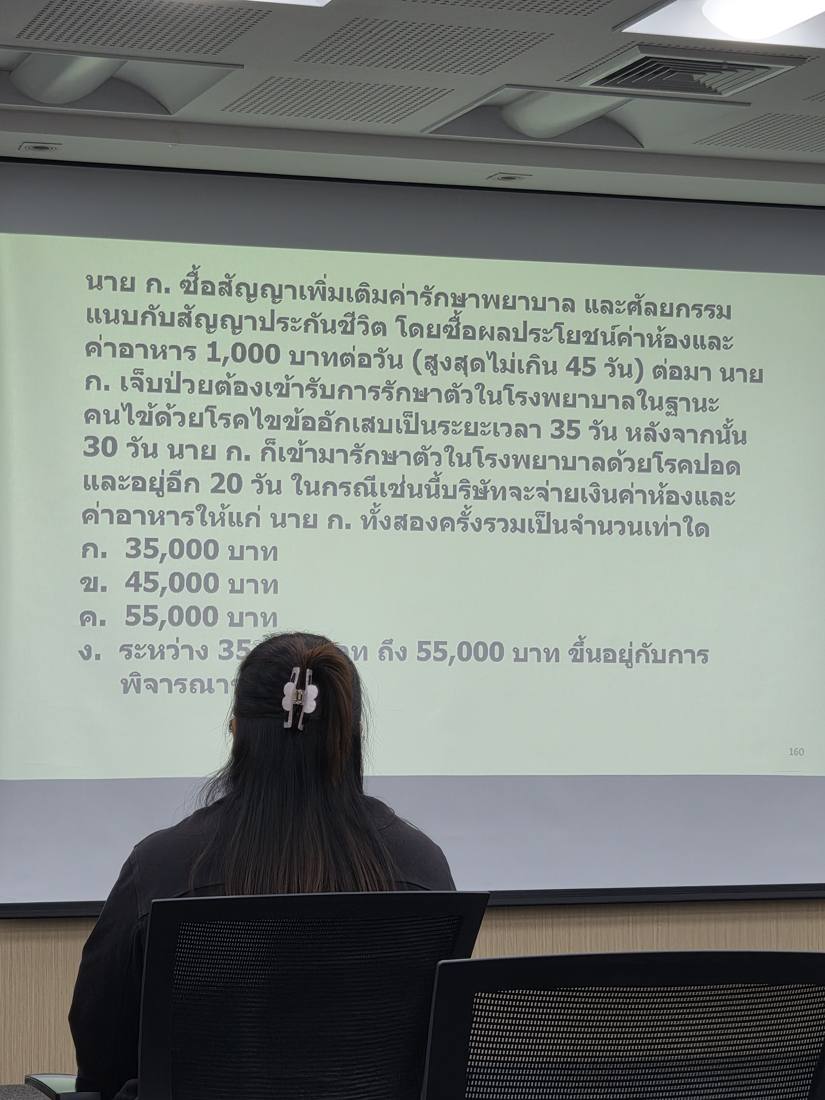 นาย ก. ซื้อสัญญาเพิ่มเติมค่ารักษาพยาบาล และศัลยกรรม
แนบกับสัญญาประกันชีวิต โดยซื้อผลประโยชน์ค่าห้องและ
ค่าอาหาร 1,000 บาทต่อวัน (สูงสุดไม่เกิน 45 วัน) ต่อมา นาย
ก. เจ็บป่วยต้องเข้ารับการรักษาตัวในโรงพยาบาลในฐานะ
คนไข้ด้วยโรคไขข้ออักเสบเป็นระยะเวลา 35 วัน หลังจากนั้น
30 วัน นาย ก. ก็เข้ามารักษาตัวในโรงพยาบาลด้วยโรคปอด
และอยู่อีก 20 วัน ในกรณีเช่นนี้บริษัทจะจ่ายเงินค่าห้องและ
ค่าอาหารให้แก่ นาย ก. ทั้งสองครั้งรวมเป็นจำนวนเท่าใด
ก. 35,000 บาท
ข. 45,000 บาท
ค. 55,000 บาท
ง. ระหว่าง ถึง 55,000 บาท ขึ้นอยู่กับการ
พิจารณา
160